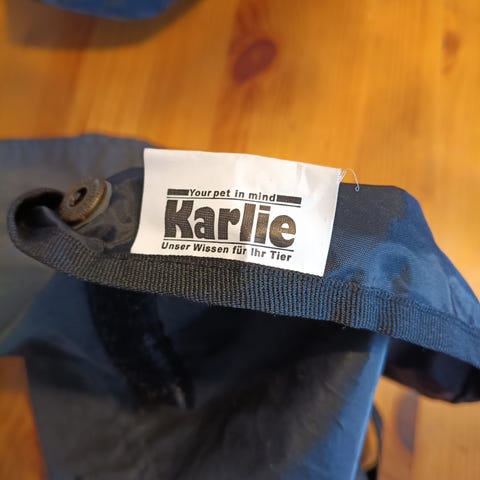 Your pet in mind
Karlie
Unser Wissen für Ihr Tier